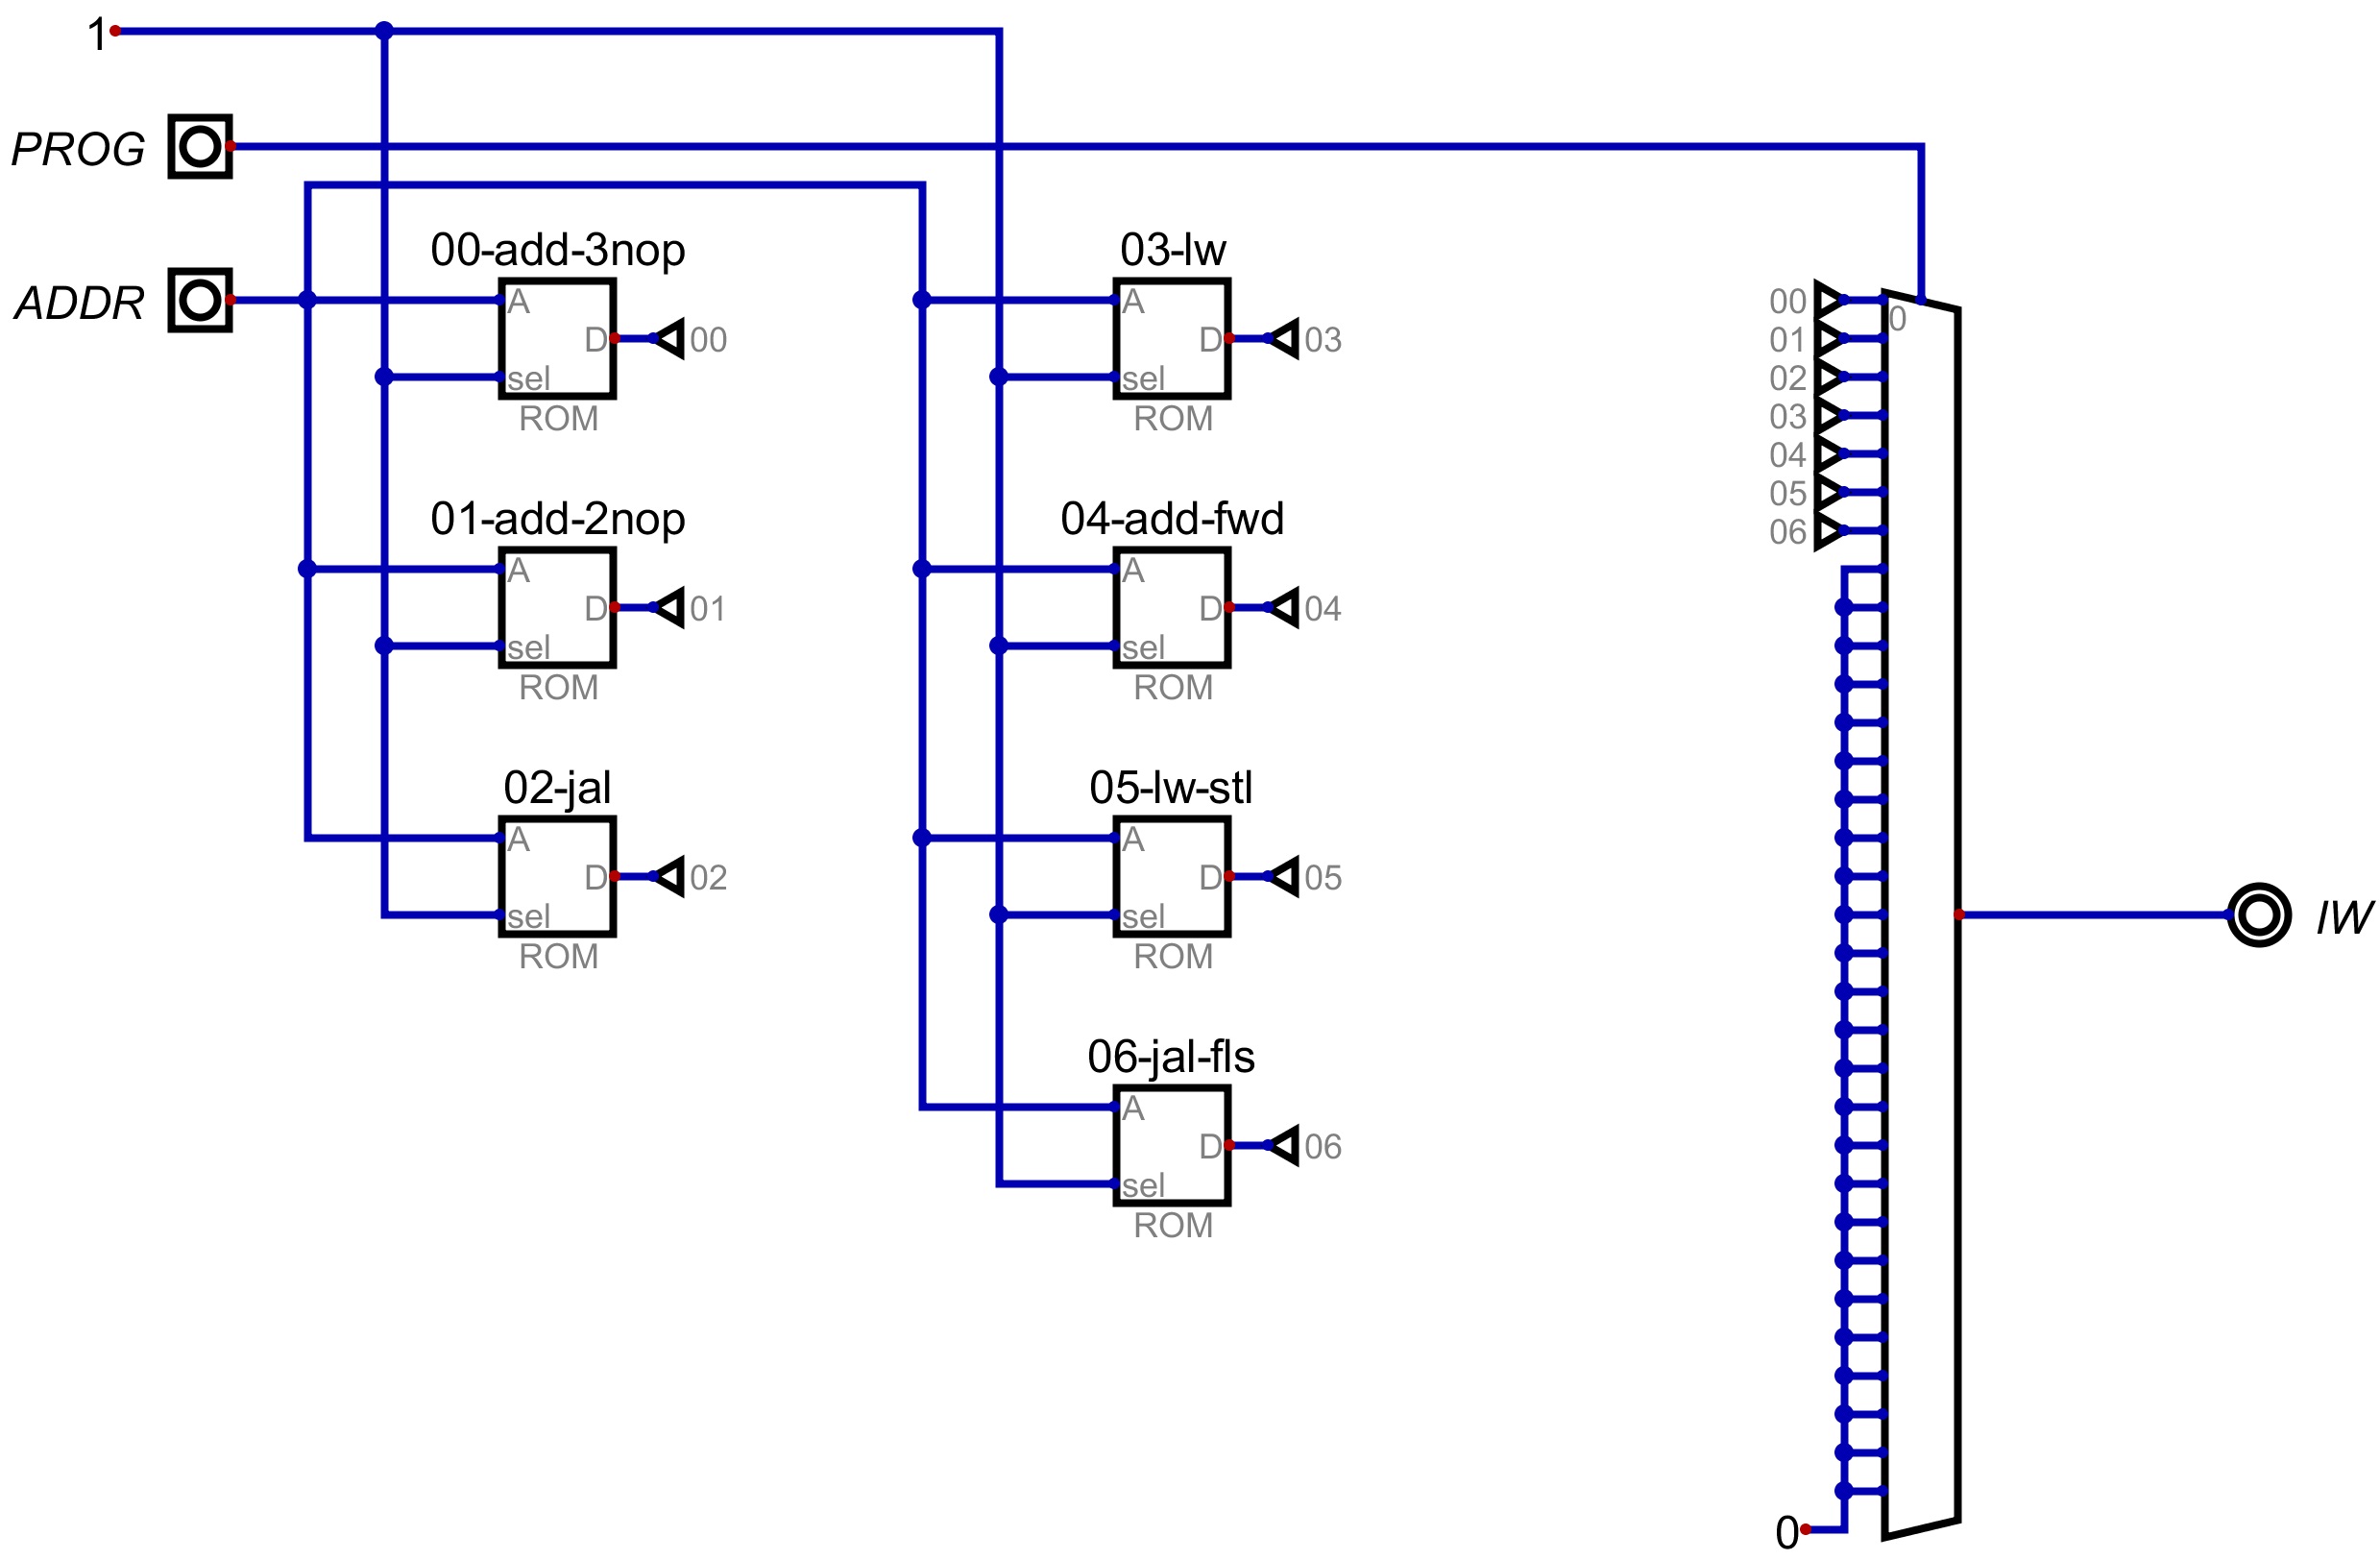 1
PROG
ADDR
00-add-3nop
A
D
sel
ROM
00
01-add-2nop
A
D
sel
ROM
01
02-jal
A
D
sel
ROM
02
03-lw
A
D
sel
ROM
03
04-add-fwd
A
D
sel
ROM
04
05-lw-stl
A
D
sel
ROM
05
06-jal-fls
A
D
sel
ROM
06
00
01
02
03
04
05
06
0
0
IW